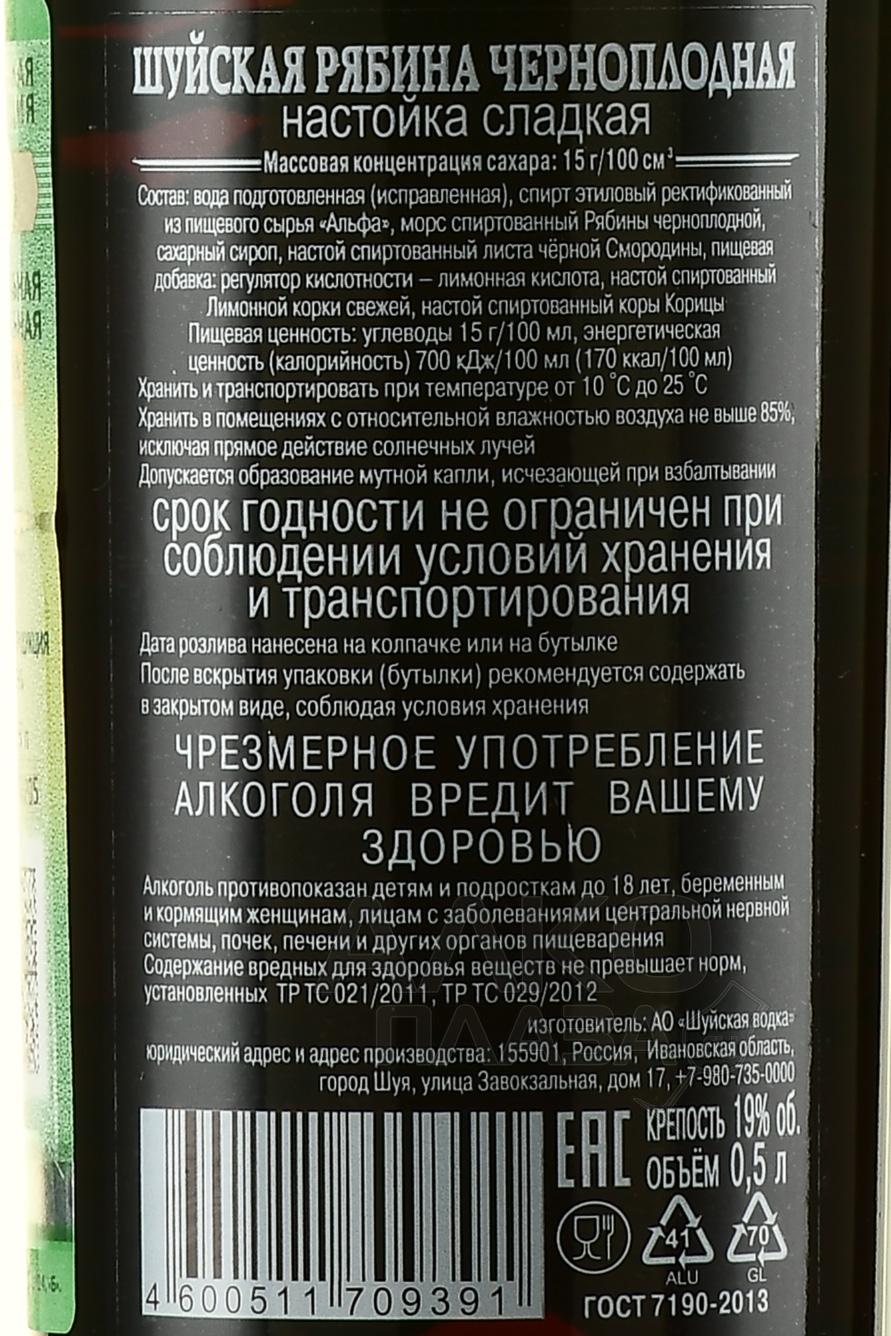 ШУЙСКАЯ РЯБИНА ЧЕРНОПЛОДНАЯ
НАСТОЙКА СЛАДКАЯ
Массовая концентрация сахара: 15 г/100 см³
Состав: вода подготовленная (исправленная), спирт этиловый ректификованный
из пищевого сырья «Альфа», морс спиртованный Рябины черноплодной,
сахарный сироп, настой спиртованный листа чёрной Смородины, пищевая
добавка: регулятор кислотности – лимонная кислота, настой спиртованный
Лимонной корки свежей, настой спиртованный коры Корицы
Пищевая ценность: углеводы 15 г/100 мл, энергетическая
ценность (калорийность) 700 кДж/100 мл (170 ккал/100 мл)
Хранить и транспортировать при температуре от 10 °С до 25 °С
Хранить в помещениях с относительной влажностью воздуха не выше 85%,
исключая прямое действие солнечных лучей
Допускается образование мутной капли, исчезающей при взбалтывании
срок годности не ограничен при
соблюдении условий хранения
и транспортирования
Дата розлива нанесена на колпачке или на бутылке
После вскрытия упаковки (бутылки) рекомендуется содержать
в закрытом виде, соблюдая условия хранения
ЧРЕЗМЕРНОЕ УПОТРЕБЛЕНИЕ
АЛКОГОЛЯ ВРЕДИТ ВАШЕМУ
ЗДОРОВЬЮ
Алкоголь противопоказан детям и подросткам до 18 лет, беременным
и кормящим женщинам, лицам с заболеваниями центральной нервной
системы, почек, печени и других органов пищеварения
Содержание вредных для здоровья веществ не превышает норм,
установленных ТР ТС 021/2011, ТР ТС 029/2012
изготовитель: АО «Шуйская водка»
юридический адрес и адрес производства: 155901, Россия, Ивановская область,
город Шуя, улица Завокзальная, дом 17, +7-980-735-0000
EAC КРЕПОСТЬ 19% об.
ОБЪЁМ 0,5 л
41 70
ALU GL
4 600511 709391 ГОСТ 7190-2013
АЛКО
ПЛАЗА